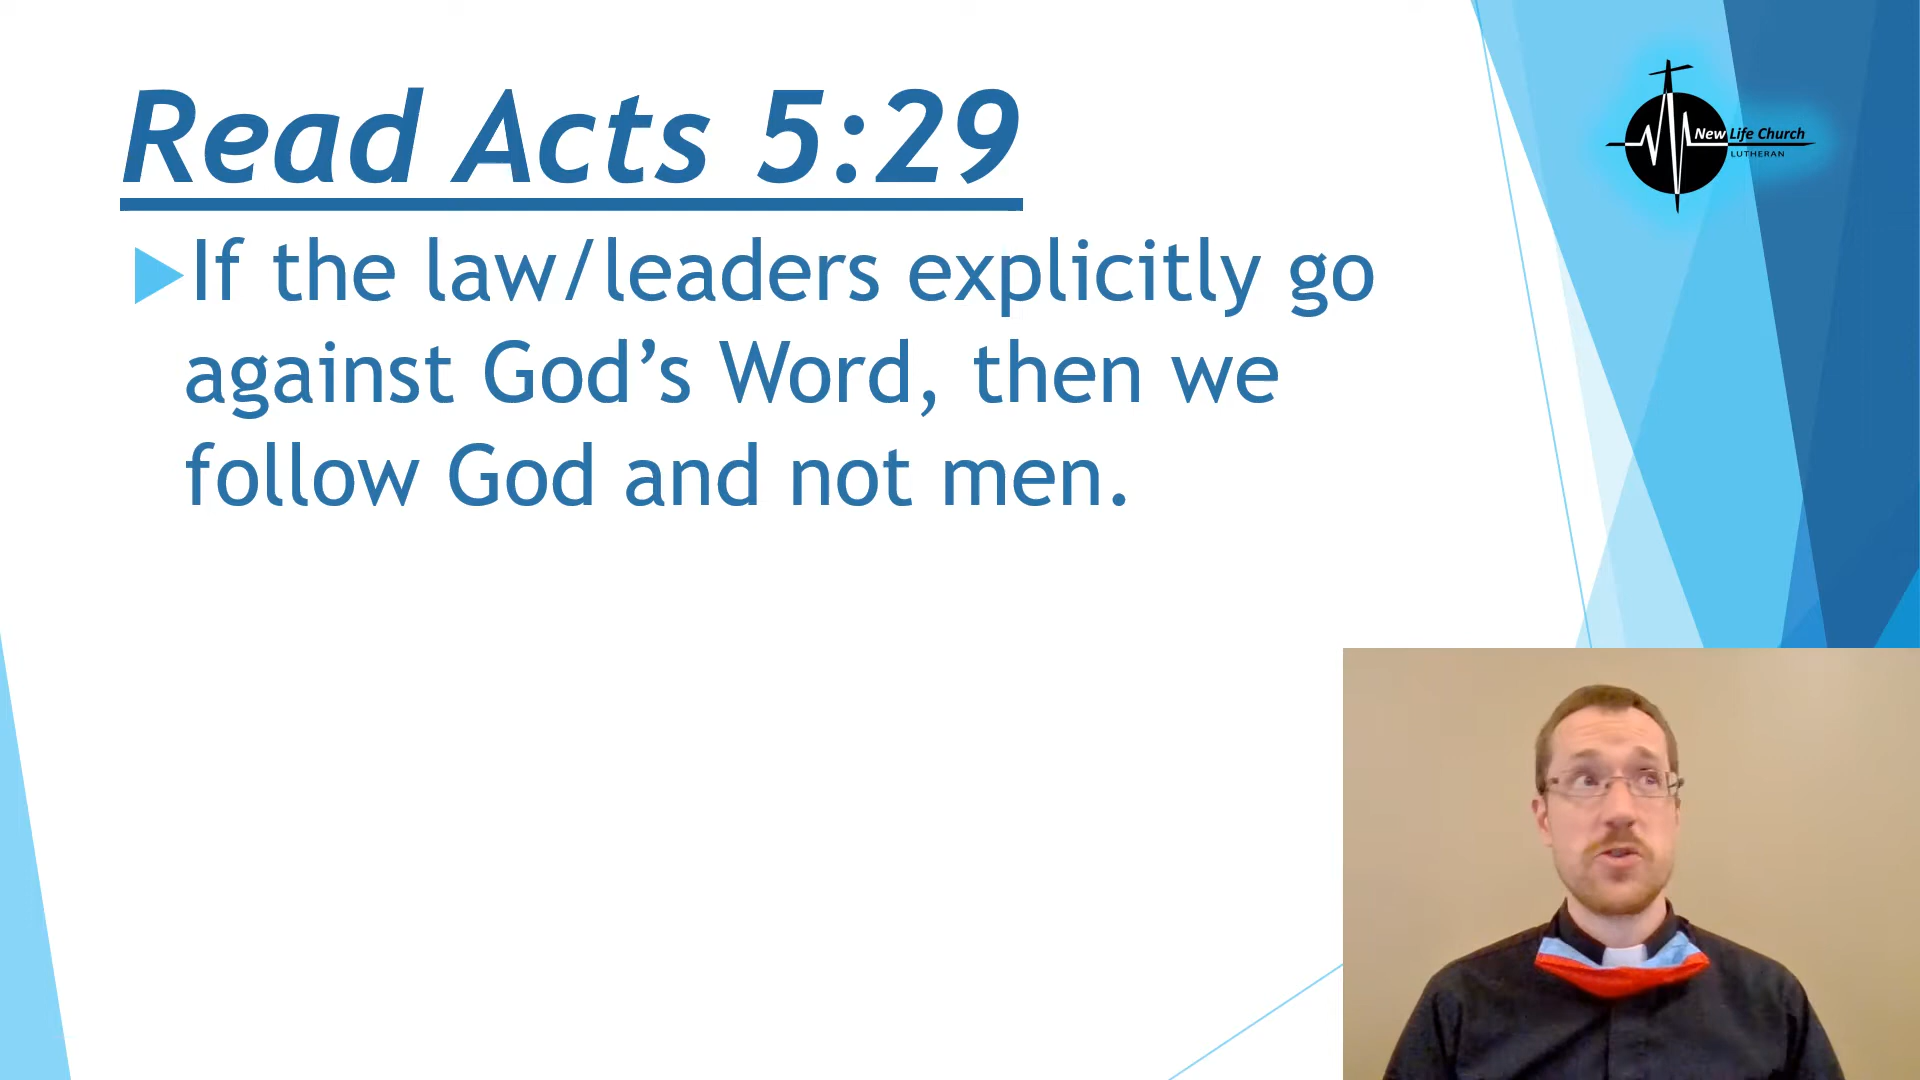 Read Acts 5:29
New Life Church
LUTHERAN
If the law/leaders explicitly go
against God’s Word, then we
follow God and not men.